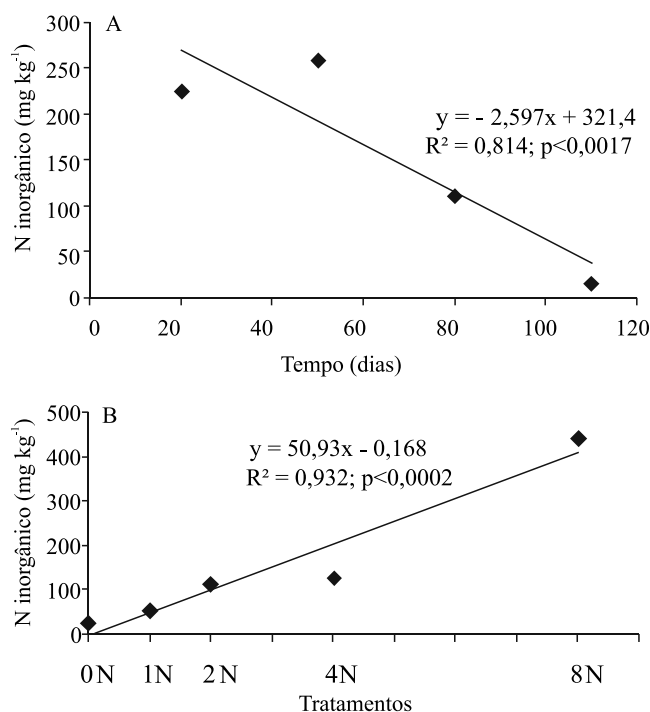 A
300
250
200
150
100
50
0
N inorgânico (mg kg-1)
y = - 2,597x + 321,4
R² = 0,814; p<0,0017
0 20 40 60 80 100 120
Tempo (dias)
B
500
400
300
200
100
0
N inorgânico (mg kg-1)
y = 50,93x - 0,168
R² = 0,932; p<0,0002
0N 1N 2N 4N 8N
Tratamentos